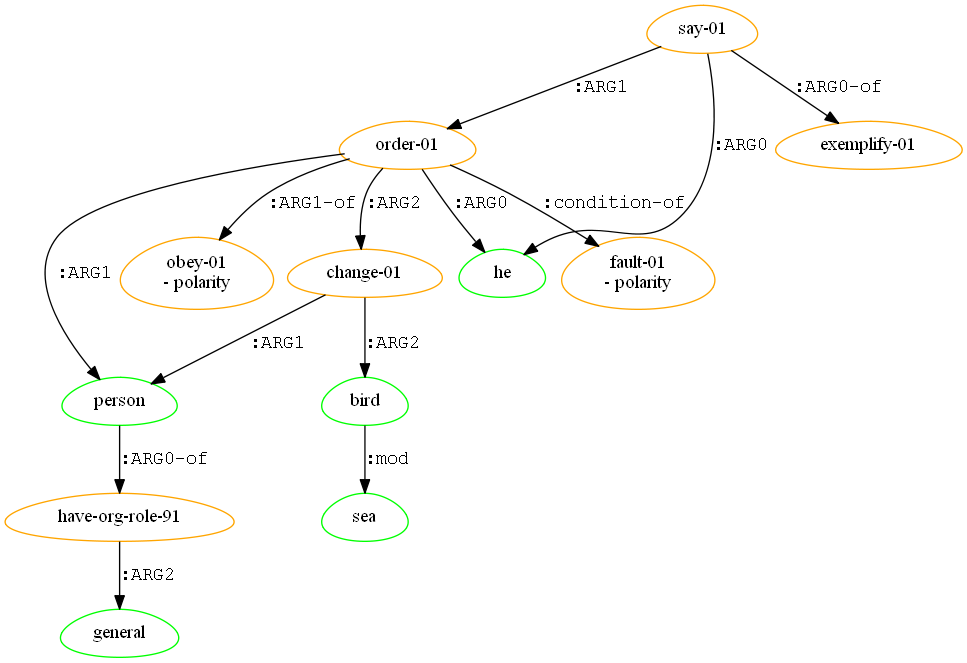 say-01
:ARG1
:ARG0-of
order-01
:ARG0
exemplify-01
:ARG1
:ARG1-of
:ARG2
:ARG0
:condition-of
obey-01
- polarity
change-01
he
fault-01
- polarity
:ARG1
:ARG2
person
bird
:ARG0-of
:mod
have-org-role-91
sea
:ARG2
general